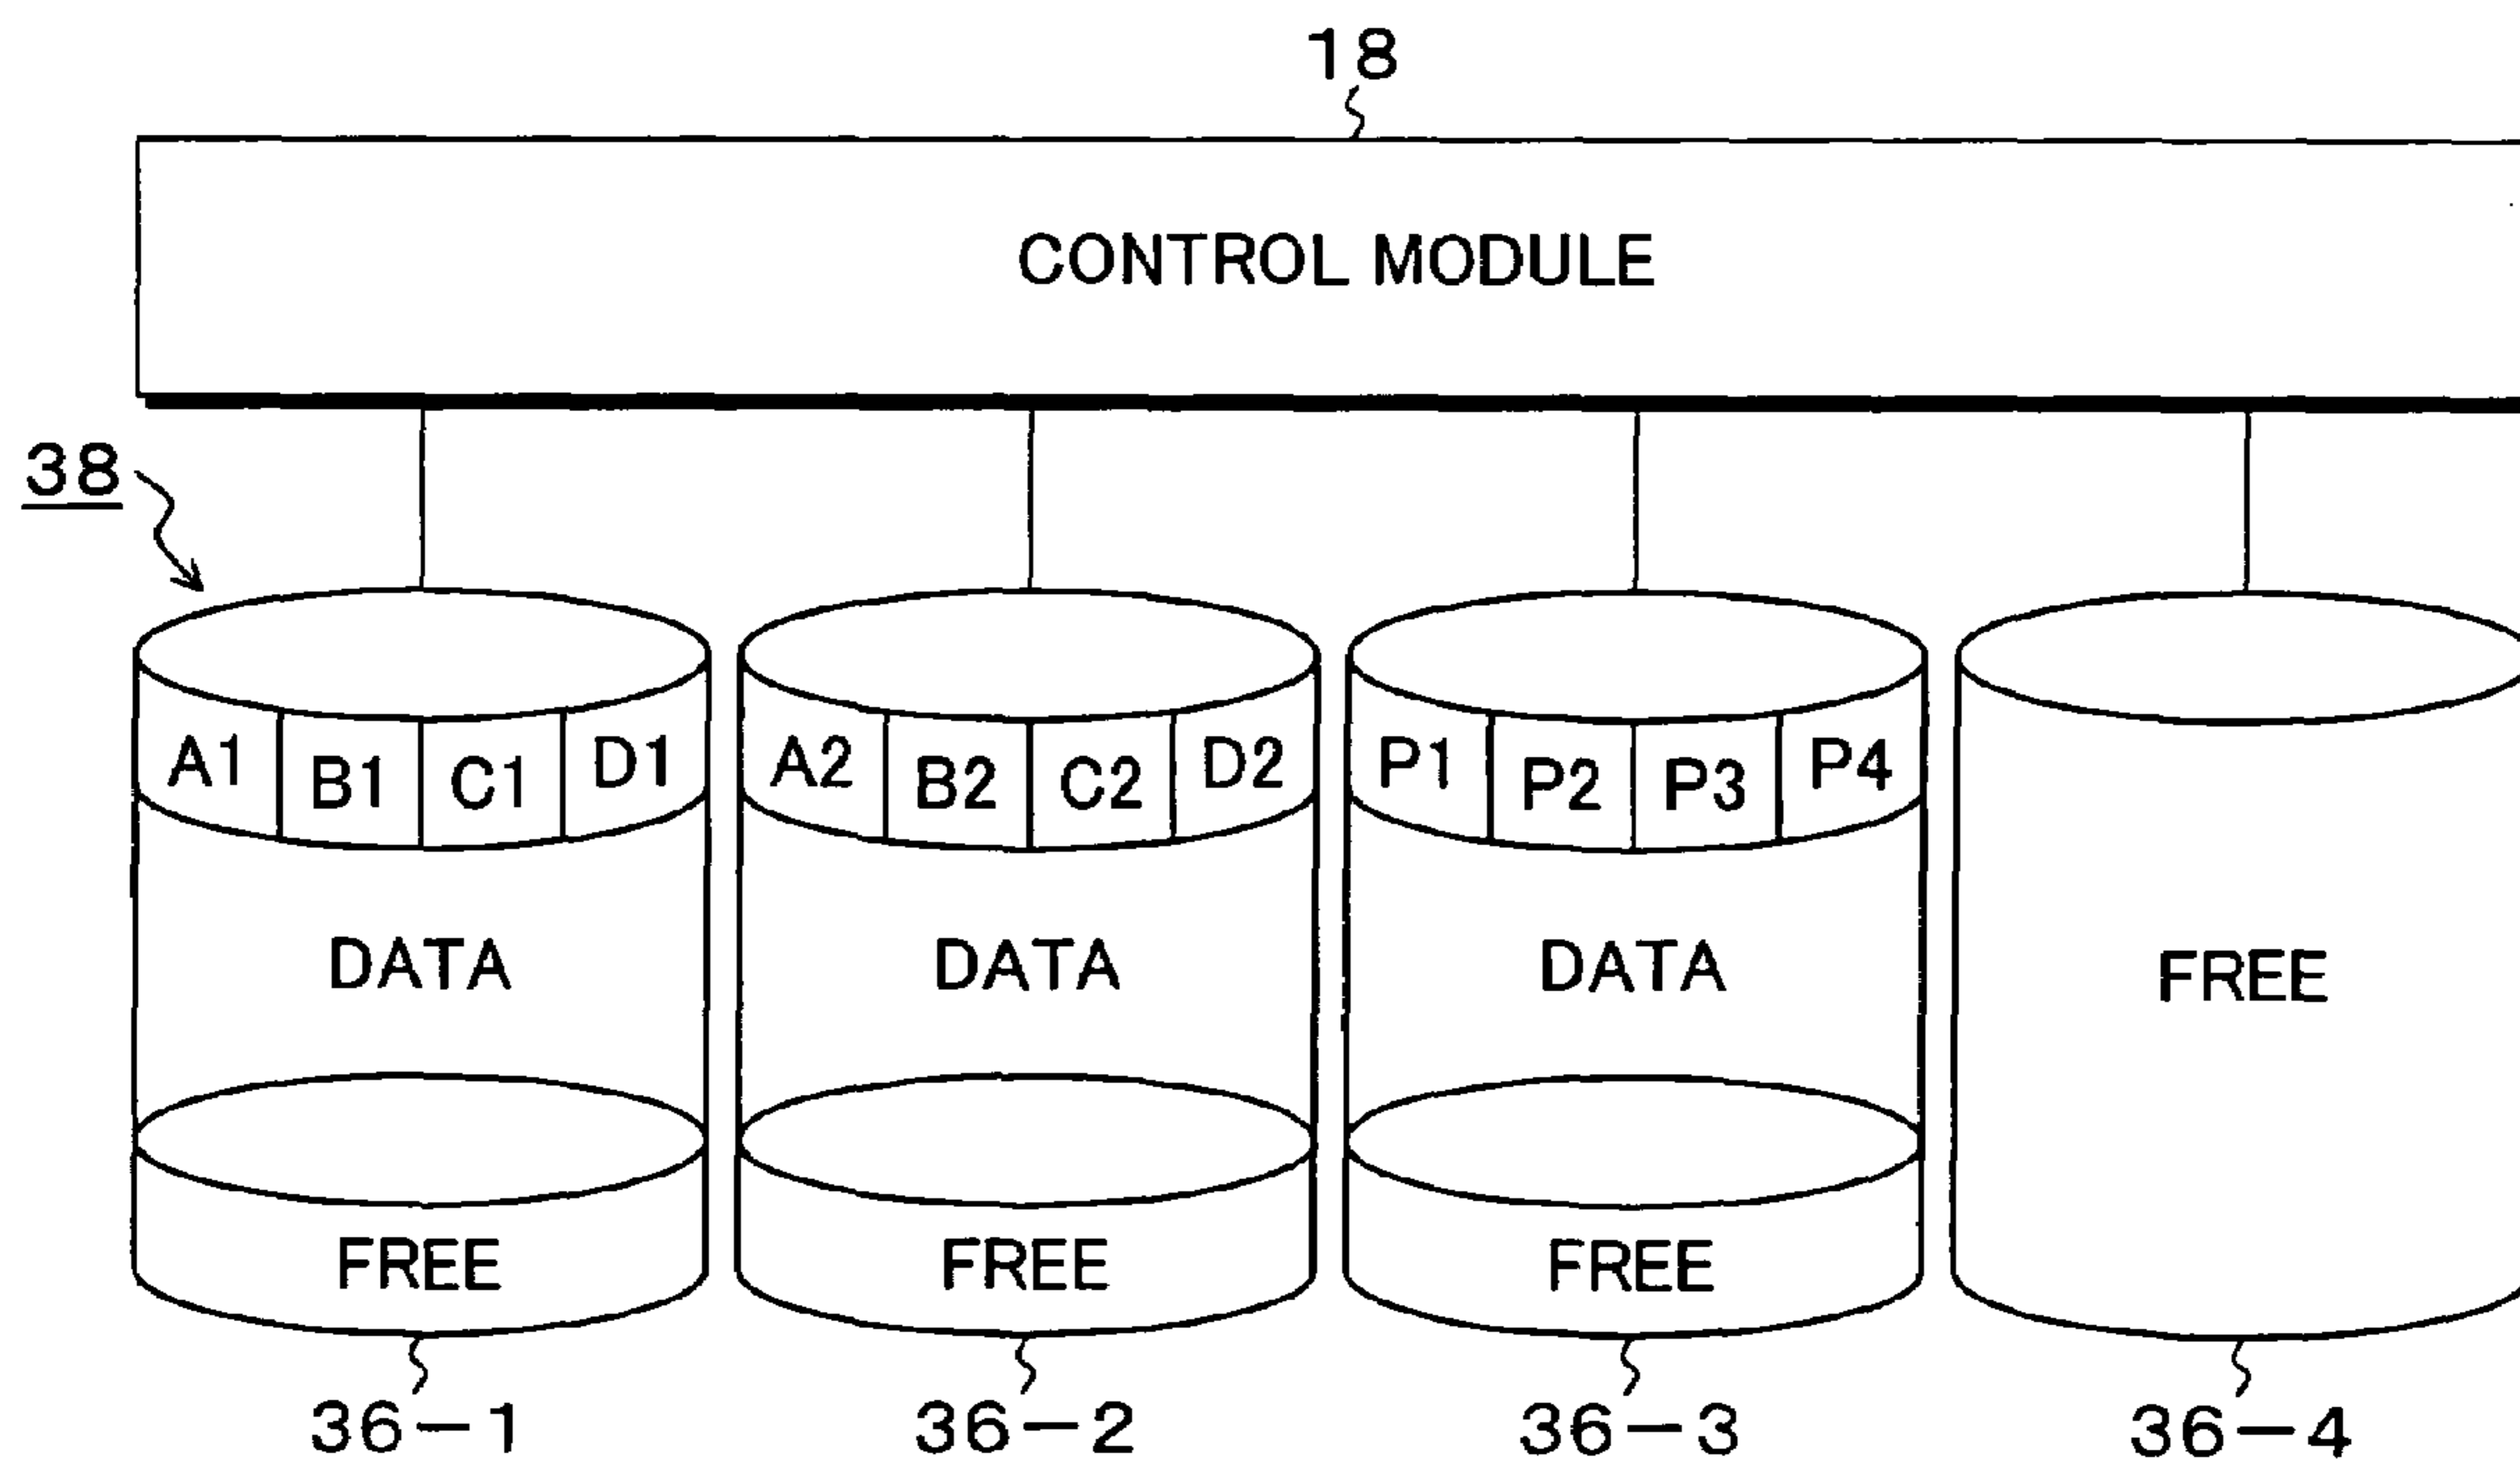 18
CONTROL MODULE
38
A1 B1 C1 D1 A2 B2 C2 D2 P1 P2 P3 P4
DATA DATA DATA FREE
FREE FREE FREE
36-1 36-2 36-3 36-4